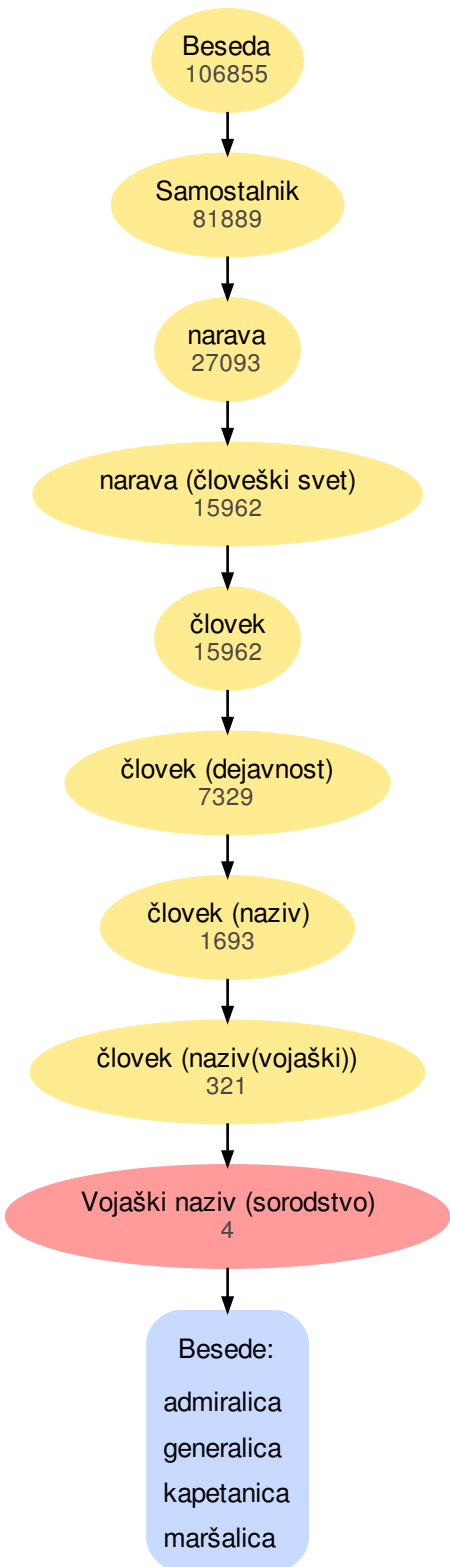 Beseda
106855
Samostalnik
81889
narava
27093
narava (človeški svet)
15962
človek
15962
človek (dejavnost)
7329
človek (naziv)
1693
človek (naziv(vojaški))
321
Vojaški naziv (sorodstvo)
4
Besede:
admiralica
generalica
kapetanica
maršalica